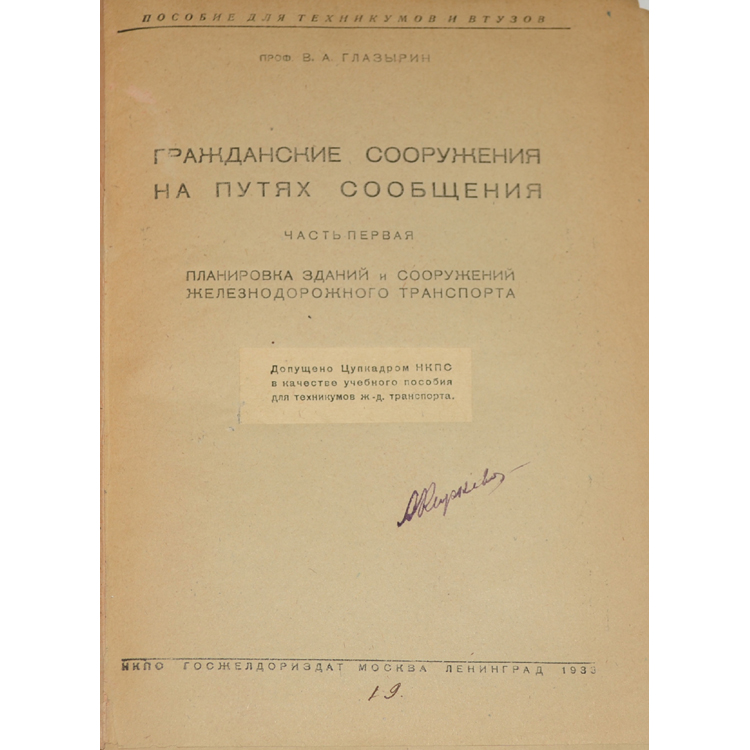 ПОСОБИЕ ДЛЯ ТЕХНИКУМОВ И ВТУЗОВ
ПРОФ. В. А. ГЛАЗЫРИН
ГРАЖДАНСКИЕ СООРУЖЕНИЯ
НА ПУТЯХ СООБЩЕНИЯ
ЧАСТЬ ПЕРВАЯ
ПЛАНИРОВКА ЗДАНИЙ и СООРУЖЕНИЙ
ЖЕЛЕЗНОДОРОЖНОГО ТРАНСПОРТА
Допущено Цупкадром НКПС
в качестве учебного пособия
для техникумов ж-д. транспорта.
НКПС ГОСЖЕЛДОРИЗДАТ МОСКВА ЛЕНИНГРАД 1933
19.